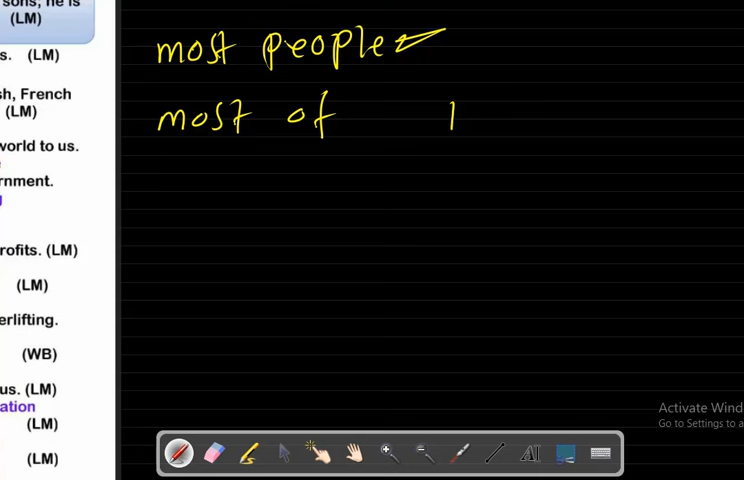 sons; he is
(LM)
s. (LM)
sh, French
(LM)
world to us.
rnment.
rofits. (LM)
(LM)
erlifting.
(WB)
us. (LM)
ation
(LM)
(LM)
most people
most of
Activate Wind
Go to Settings to a
AI